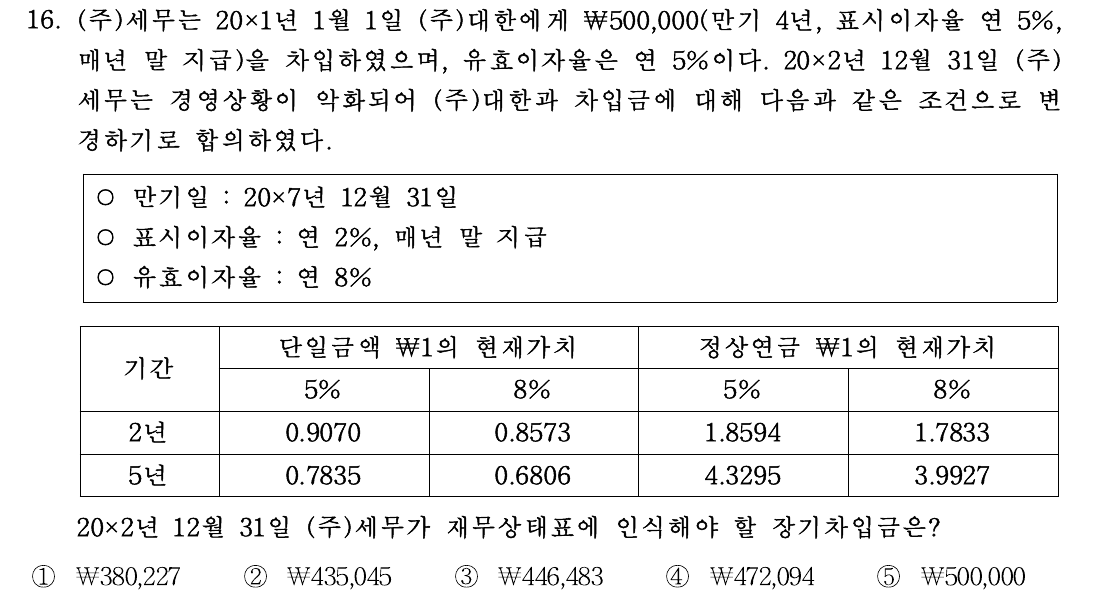 16. (주)세무는 20×1년 1월 1일 (주)대한에게 ₩500,000(만기 4년, 표시이자율 연 5%,
매년 말 지급)을 차입하였으며, 유효이자율은 연 5%이다. 20×2년 12월 31일 (주)
세무는 경영상황이 악화되어 (주)대한과 차입금에 대해 다음과 같은 조건으로 변
경하기로 합의하였다.
○ 만기일 : 20×7년 12월 31일
○ 표시이자율 : 연 2%, 매년 말 지급
○ 유효이자율 : 연 8%
기간 단일금액 ₩1의 현재가치 정상연금 ₩1의 현재가치
5% 8% 5% 8%
2년 0.9070 0.8573 1.8594 1.7833
5년 0.7835 0.6806 4.3295 3.9927
20×2년 12월 31일 (주)세무가 재무상태표에 인식해야 할 장기차입금은?
① ₩380,227 ② ₩435,045 ③ ₩446,483 ④ ₩472,094 ⑤ ₩500,000